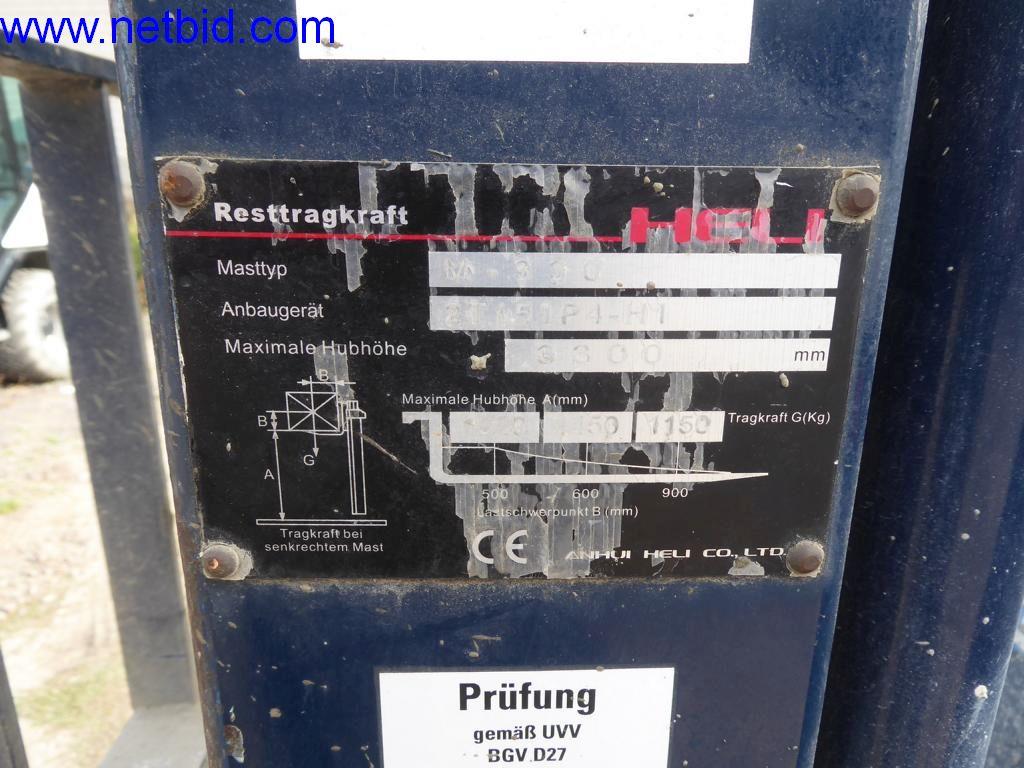 www.netbid.com
Resttragkraft HELI
Masttyp
Anbaugerät
Maximale Hubhöhe 3300 mm
B
Maximale Hubhöhe A(mm)
B 1150 Tragkraft G(Kg)
A G
500 600 900
Lastschwerpunkt B (mm)
Tragkraft bei
senkrechtem Mast
CE ANHUI HELI CO., LTD.
Prüfung
gemäß UVV
BGV D27